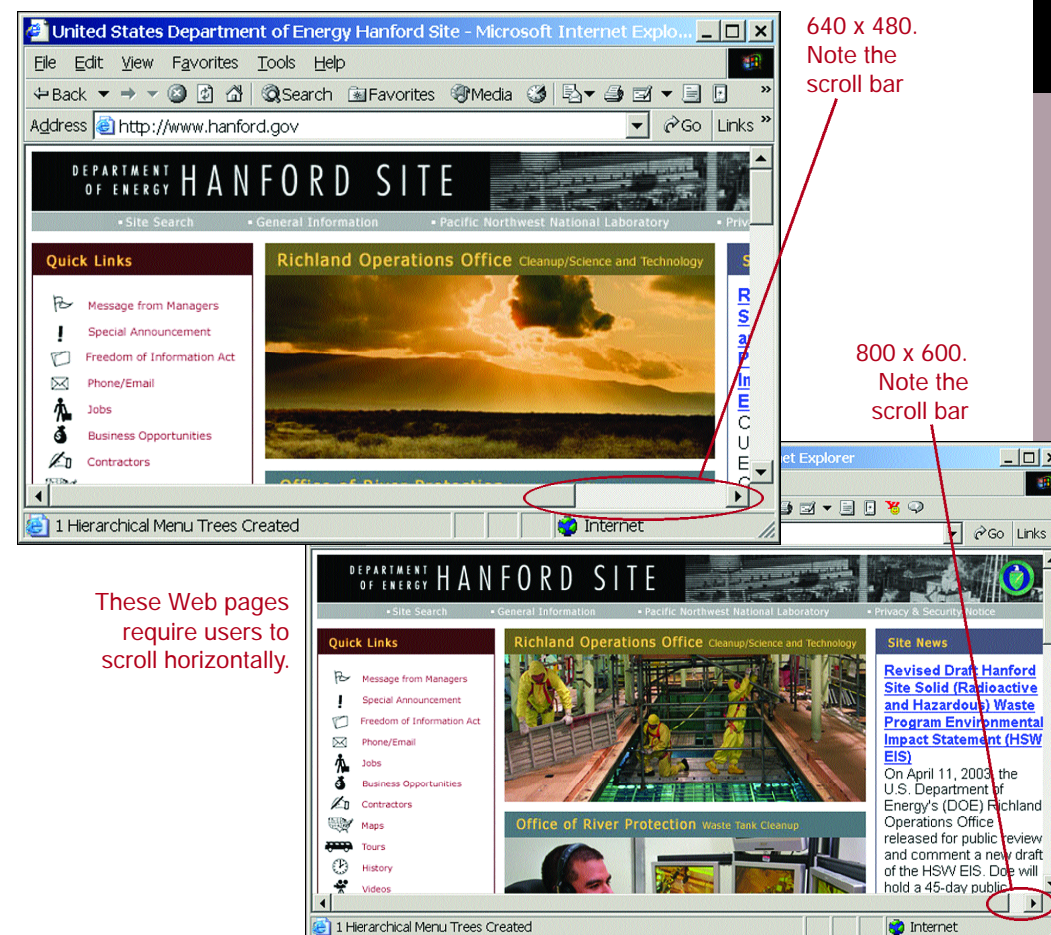 United States Department of Energy Hanford Site - Microsoft Internet Explo...
File Edit View Favorites Tools Help
Back Search Favorites Media »
Address http://www.hanford.gov Go Links »
DEPARTMENT OF ENERGY HANFORD SITE
Site Search General Information Pacific Northwest National Laboratory Priv
Quick Links
Message from Managers
Special Announcement
Freedom of Information Act
Phone/Email
Jobs
Business Opportunities
Contractors
Richland Operations Office Cleanup/Science and Technology
Office of River Protection
S
R
S
a
P
In
E
C
U
E
1 Hierarchical Menu Trees Created Internet
640 x 480.
Note the
scroll bar
800 x 600.
Note the
scroll bar
These Web pages
require users to
scroll horizontally.
et Explorer
Go Links
DEPARTMENT OF ENERGY HANFORD SITE
Site Search General Information Pacific Northwest National Laboratory Privacy & Security Notice
Quick Links
Message from Managers
Special Announcement
Freedom of Information Act
Phone/Email
Jobs
Business Opportunities
Contractors
Maps
Tours
History
Videos
Richland Operations Office Cleanup/Science and Technology
Office of River Protection Waste Tank Cleanup
Site News
Revised Draft Hanford
Site Solid (Radioactive
and Hazardous) Waste
Program Environmental
Impact Statement (HSW
EIS)
On April 11, 2003, the
U.S. Department of
Energy's (DOE) Richland
Operations Office
released for public review
and comment a new draft
of the HSW EIS. Doe will
hold a 45-day public
1 Hierarchical Menu Trees Created Internet